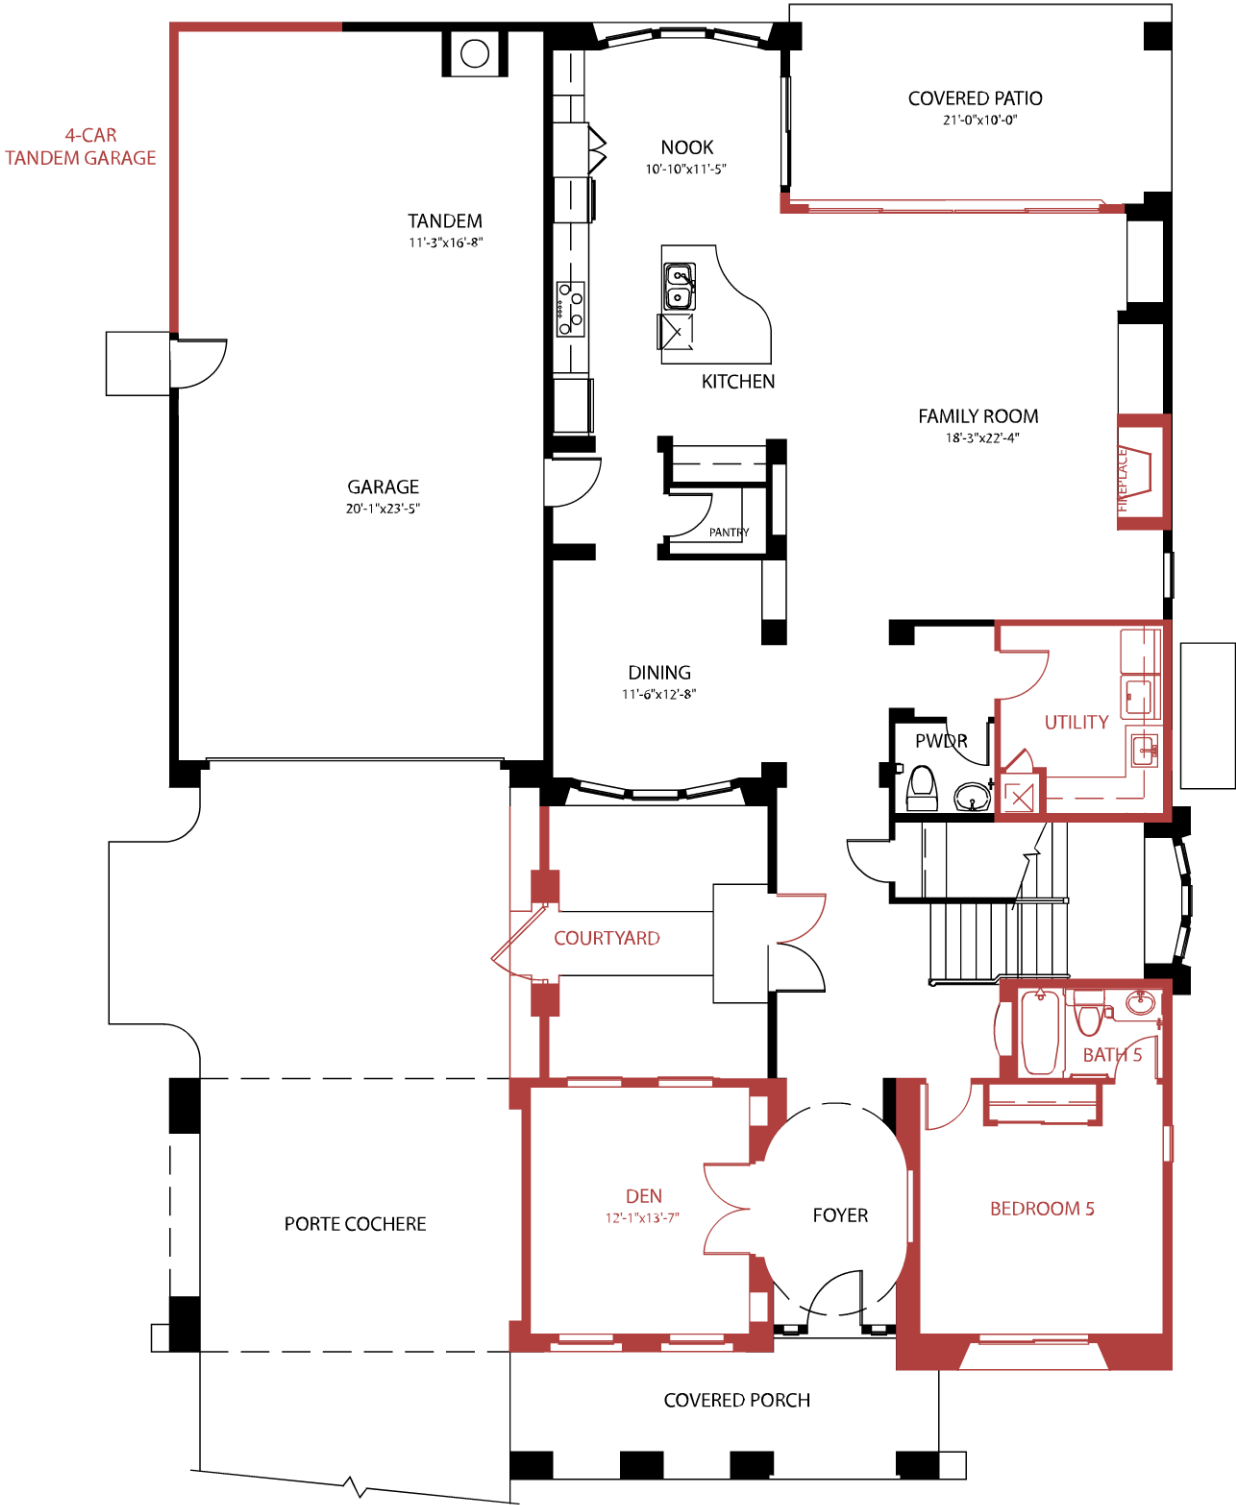 COVERED PATIO
21'-0"x10'-0"
4-CAR
TANDEM GARAGE
NOOK
10'-10"x11'-5"
TANDEM
11'-3"x16'-8"
KITCHEN
FAMILY ROOM
18'-3"x22'-4"
FIREPLACE
GARAGE
20'-1"x23'-5"
PANTRY
DINING
11'-6"x12'-8"
UTILITY
PWDR
COURTYARD
BATH 5
DEN
12'-1"x13'-7"
FOYER
BEDROOM 5
PORTE COCHERE
COVERED PORCH